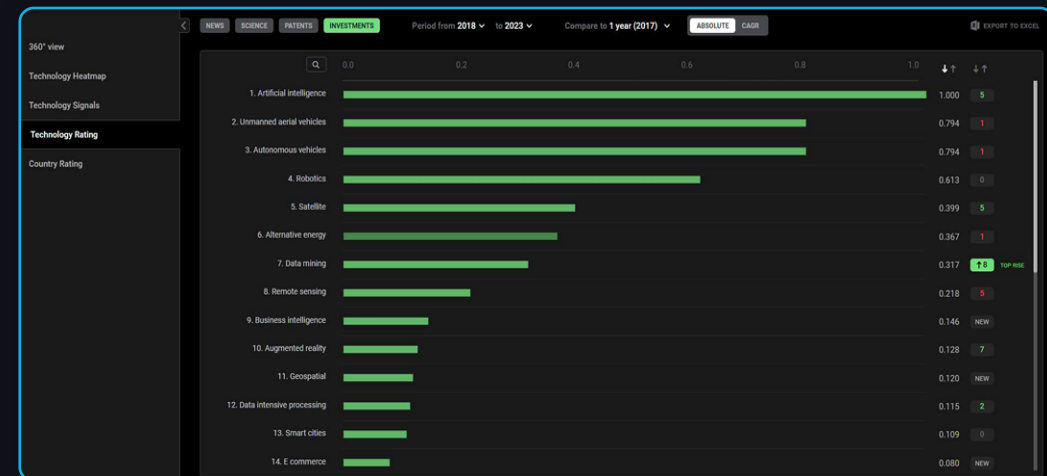 NEWS SCIENCE PATENTS INVESTMENTS Period from 2018 to 2023 Compare to 1 year (2017) ABSOLUTE CAGR EXPORT TO EXCEL
360° view
Technology Heatmap
Technology Signals
Technology Rating
Country Rating
0.0 0.2 0.4 0.6 0.8 1.0
1. Artificial intelligence 1.000 5
2. Unmanned aerial vehicles 0.794 1
3. Autonomous vehicles 0.794 1
4. Robotics 0.613 0
5. Satellite 0.399 5
6. Alternative energy 0.367 1
7. Data mining 0.317 ↑8 TOP RISE
8. Remote sensing 0.218 5
9. Business intelligence 0.146 NEW
10. Augmented reality 0.128 7
11. Geospatial 0.120 NEW
12. Data intensive processing 0.115 2
13. Smart cities 0.109 0
14. E commerce 0.080 NEW